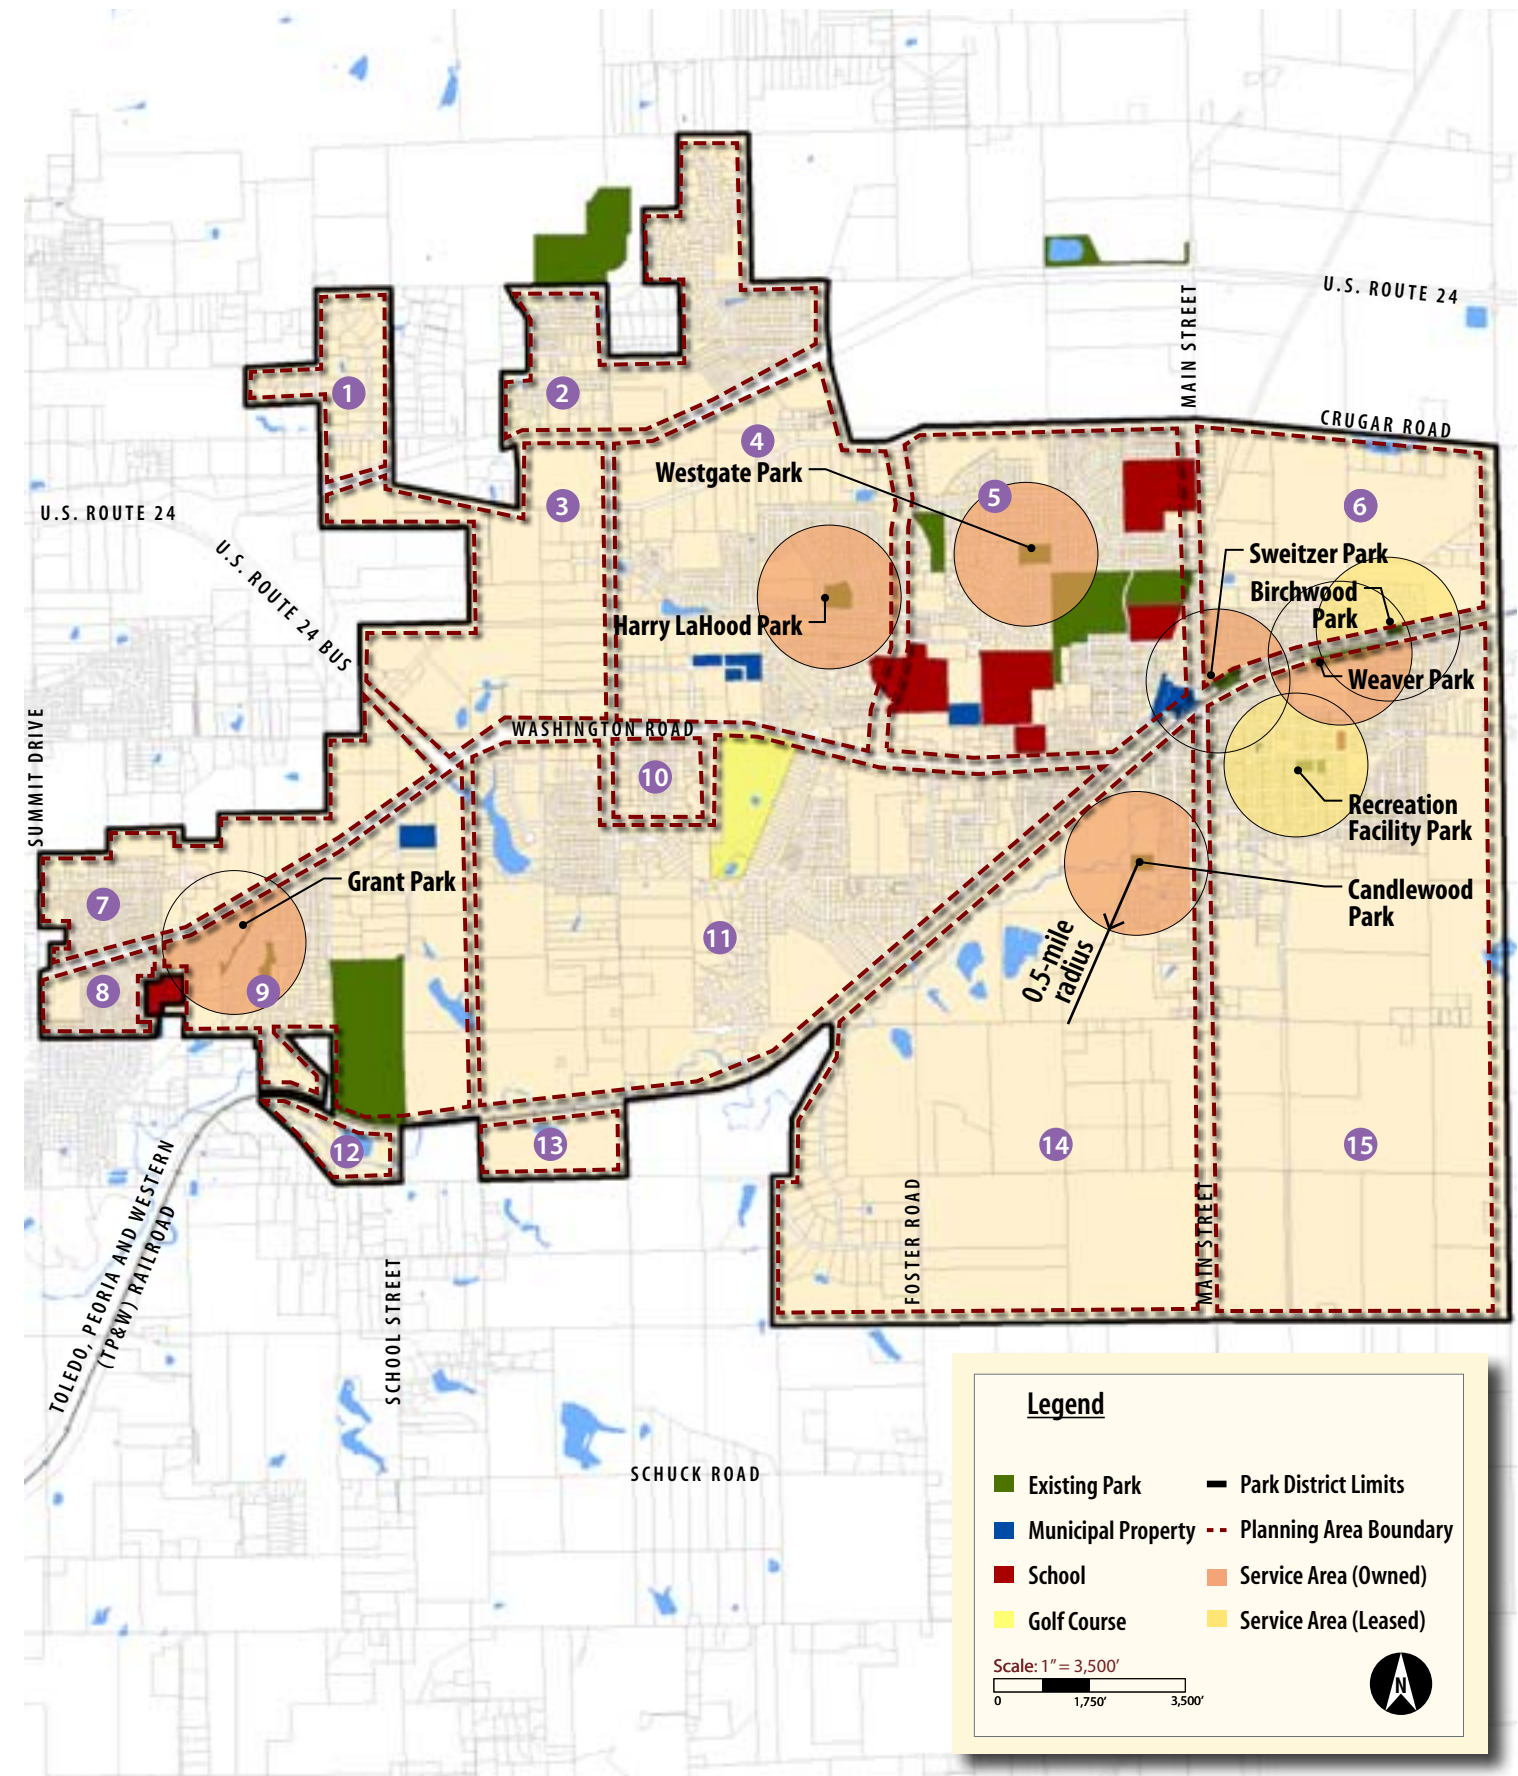 U.S. ROUTE 24
MAIN STREET
CRUGAR ROAD
1
2
4
Westgate Park
3
5
6
U.S. ROUTE 24
U.S. ROUTE 24 BUS
Sweitzer Park
Birchwood
Park
Harry LaHood Park
Weaver Park
SUMMIT DRIVE
WASHINGTON ROAD
10
Recreation
Facility Park
Grant Park
7
Candlewood
Park
11
0.5-mile
radius
8
9
12
13
14
15
TOLEDO, PEORIA AND WESTERN
(TP&W) RAILROAD
SCHOOL STREET
FOSTER ROAD
MAIN STREET
SCHUCK ROAD
Legend
Existing Park
Park District Limits
Municipal Property
Planning Area Boundary
School
Service Area (Owned)
Golf Course
Service Area (Leased)
Scale: 1" = 3,500'
0 1,750' 3,500'
N